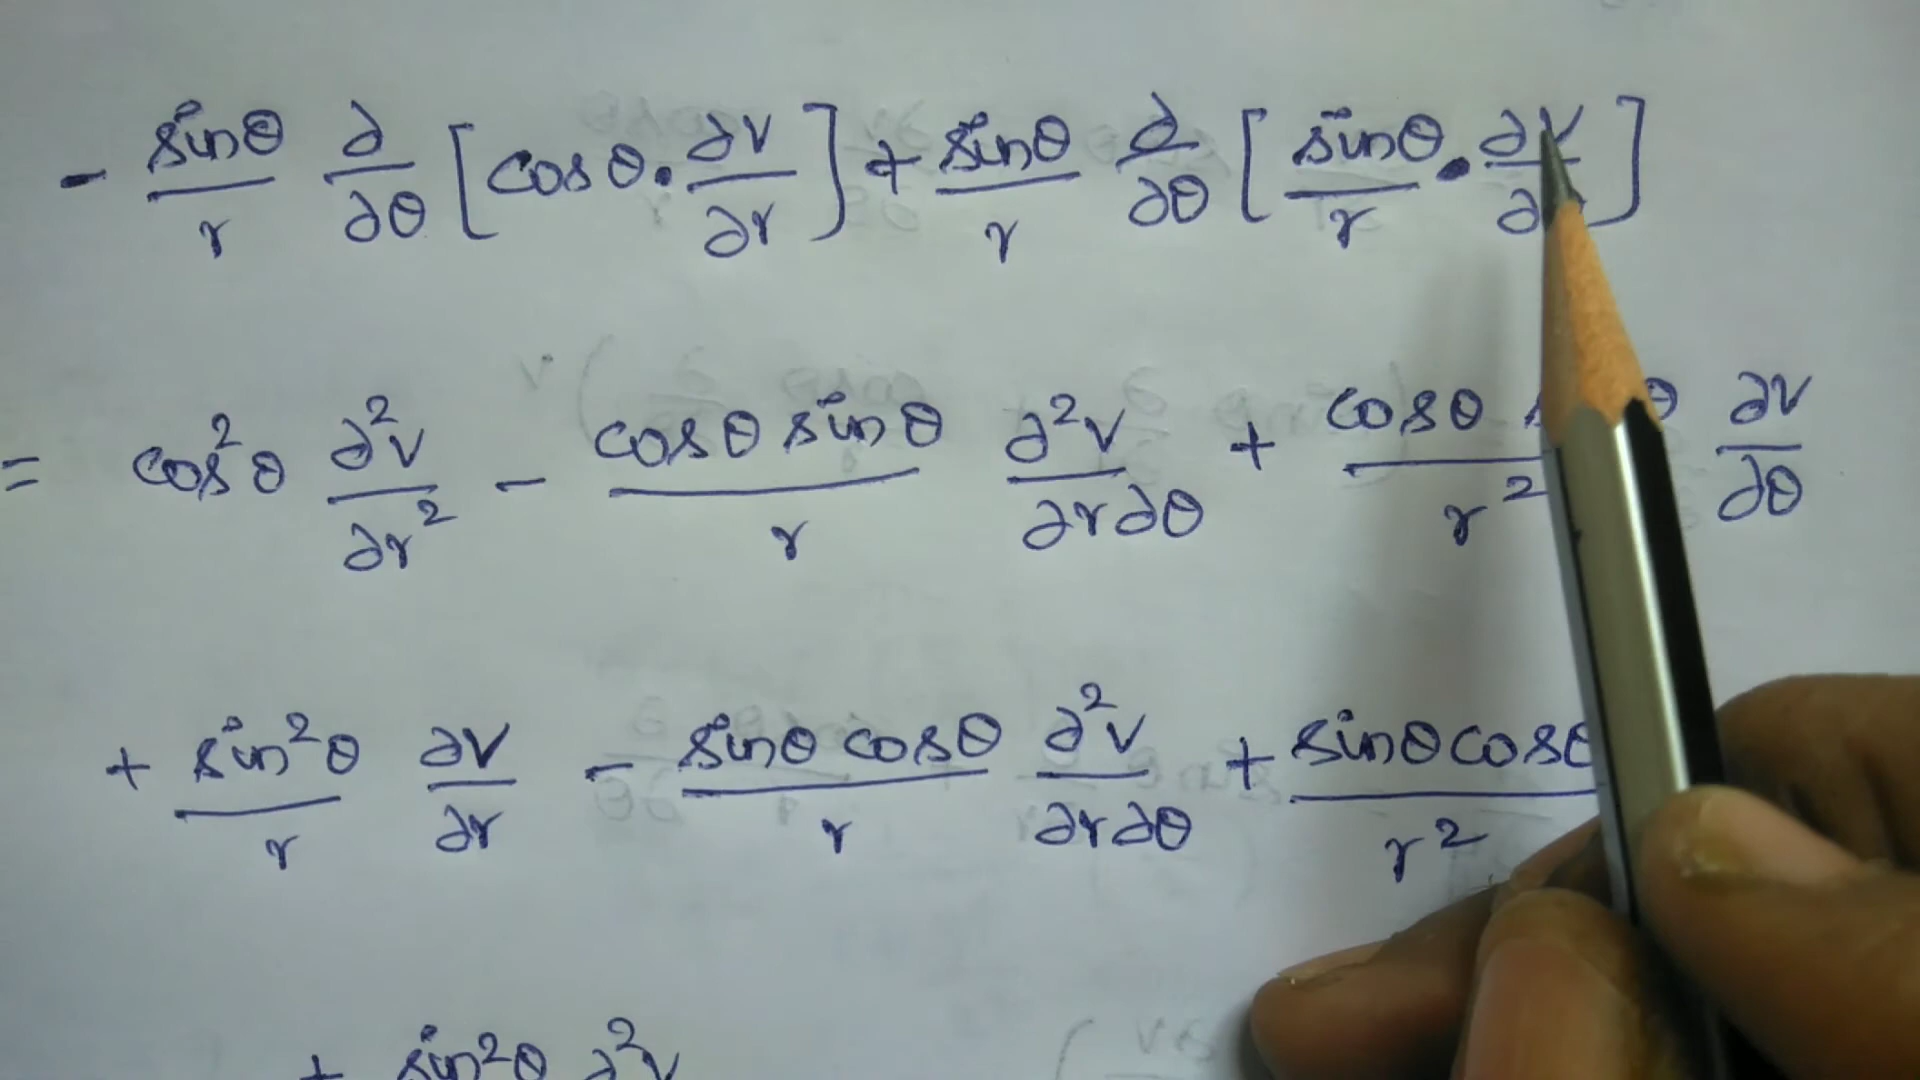 - sinθ/r ∂/∂θ [cosθ · ∂v/∂r] + sinθ/r ∂/∂θ [sinθ/r · ∂v/∂]
= cos²θ ∂²v/∂r² - cosθ sinθ/r ∂²v/∂r∂θ + cosθ θ/r² ∂v/∂θ
+ sin²θ/r ∂v/∂r - sinθ cosθ/r ∂²v/∂r∂θ + sinθ cosθ/r²
+ sin²θ ∂²v